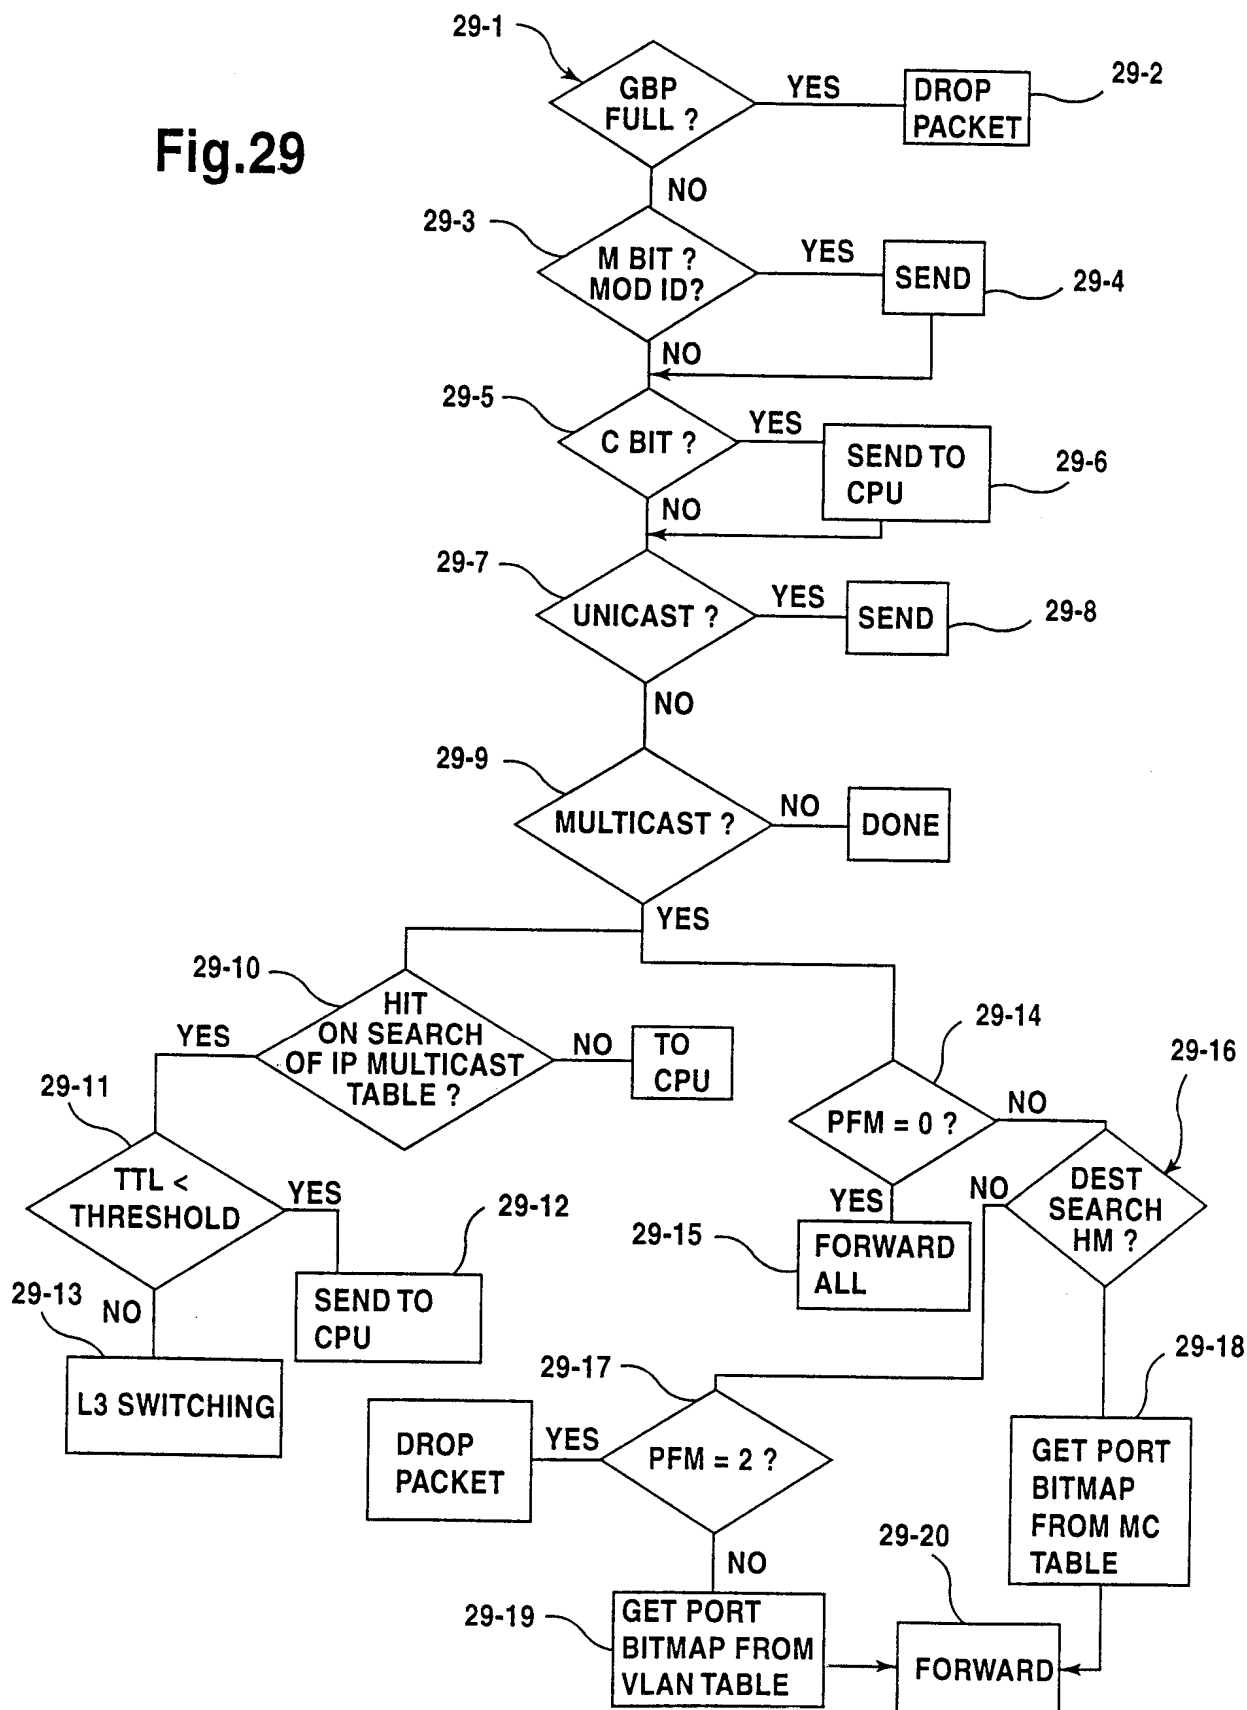 Fig.29
29-1
GBP
FULL ?
YES
DROP
PACKET
29-2
NO
29-3
M BIT ?
MOD ID?
YES
SEND
29-4
NO
29-5
C BIT ?
YES
SEND TO
CPU
29-6
NO
29-7
UNICAST ?
YES
SEND
29-8
NO
29-9
MULTICAST ?
NO
DONE
YES
29-10
HIT
ON SEARCH
OF IP MULTICAST
TABLE ?
YES
NO
TO
CPU
29-11
TTL <
THRESHOLD
YES
29-12
SEND TO
CPU
29-13
NO
L3 SWITCHING
29-14
PFM = 0 ?
NO
YES
29-15
FORWARD
ALL
29-16
DEST
SEARCH
HM ?
NO
29-17
PFM = 2 ?
YES
DROP
PACKET
NO
29-18
GET PORT
BITMAP
FROM MC
TABLE
29-19
GET PORT
BITMAP FROM
VLAN TABLE
29-20
FORWARD